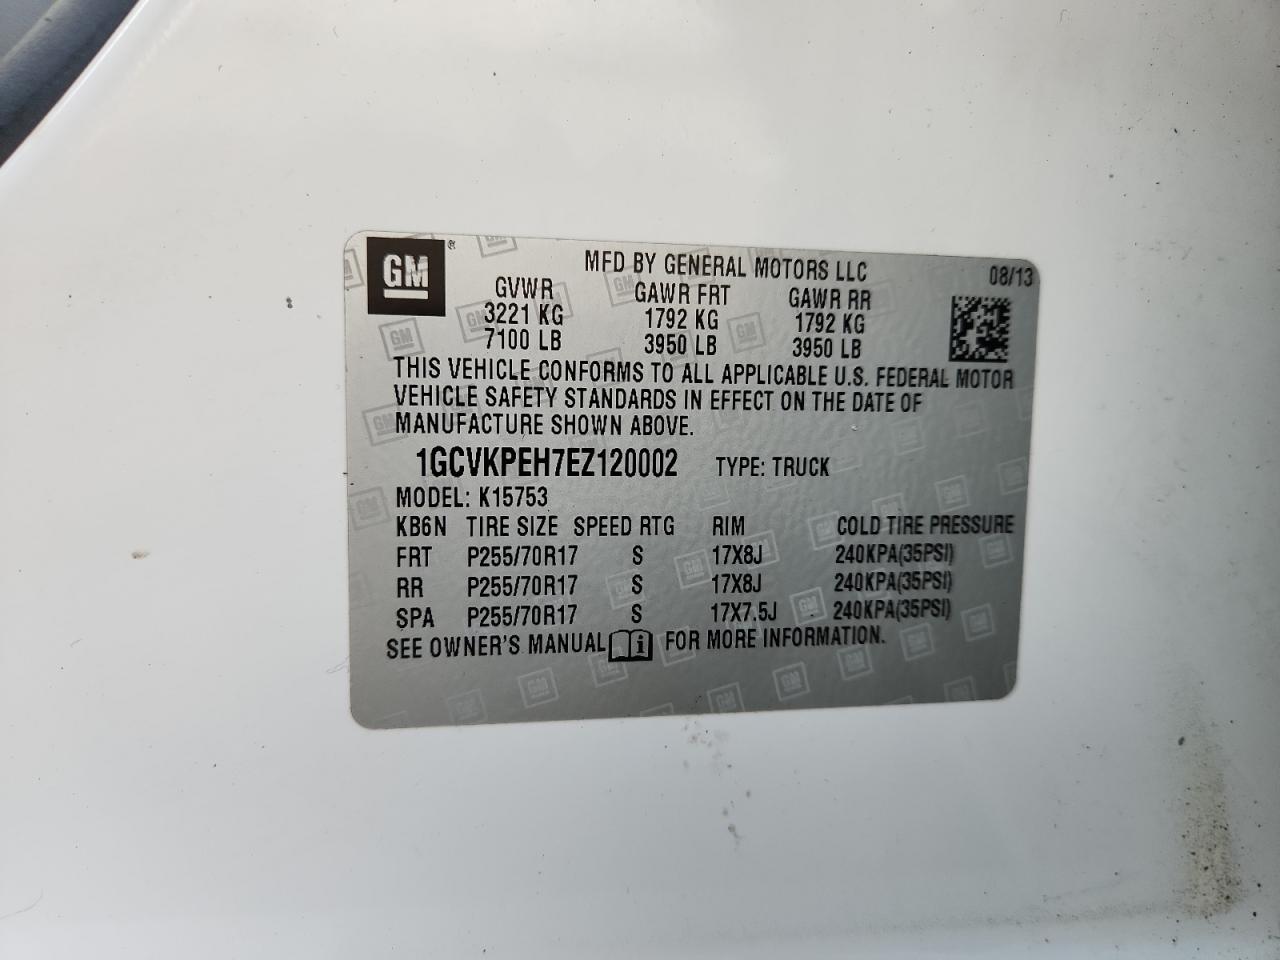 GM ®
MFD BY GENERAL MOTORS LLC 08/13
GVWR GAWR FRT GAWR RR
3221 KG 1792 KG 1792 KG
7100 LB 3950 LB 3950 LB
THIS VEHICLE CONFORMS TO ALL APPLICABLE U.S. FEDERAL MOTOR
VEHICLE SAFETY STANDARDS IN EFFECT ON THE DATE OF
MANUFACTURE SHOWN ABOVE.
1GCVKPEH7EZ120002 TYPE: TRUCK
MODEL: K15753
KB6N TIRE SIZE SPEED RTG RIM COLD TIRE PRESSURE
FRT P255/70R17 S 17X8J 240KPA(35PSI)
RR P255/70R17 S 17X8J 240KPA(35PSI)
SPA P255/70R17 S 17X7.5J 240KPA(35PSI)
SEE OWNER'S MANUAL i FOR MORE INFORMATION.